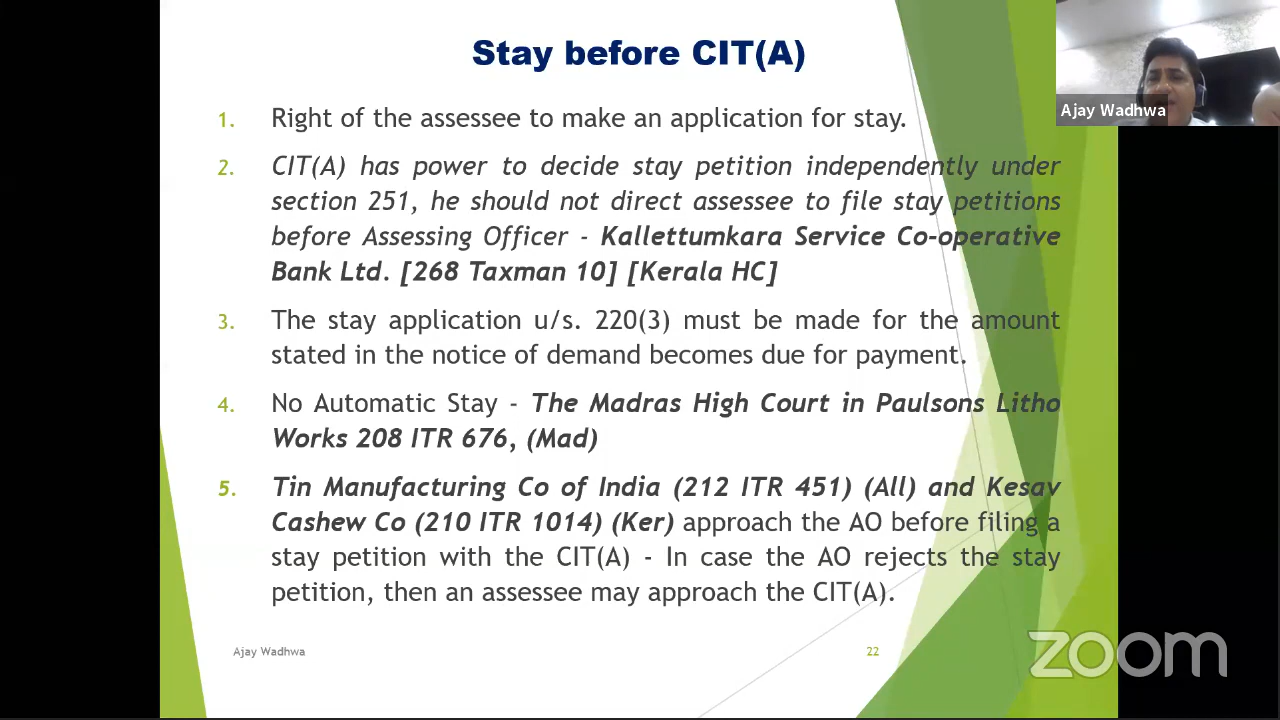 Stay before CIT(A)
1. Right of the assessee to make an application for stay.
2. CIT(A) has power to decide stay petition independently under
section 251, he should not direct assessee to file stay petitions
before Assessing Officer - Kallettumkara Service Co-operative
Bank Ltd. [268 Taxman 10] [Kerala HC]
3. The stay application u/s. 220(3) must be made for the amount
stated in the notice of demand becomes due for payment.
4. No Automatic Stay - The Madras High Court in Paulsons Litho
Works 208 ITR 676, (Mad)
5. Tin Manufacturing Co of India (212 ITR 451) (All) and Kesav
Cashew Co (210 ITR 1014) (Ker) approach the AO before filing a
stay petition with the CIT(A) - In case the AO rejects the stay
petition, then an assessee may approach the CIT(A).
Ajay Wadhwa
22
Ajay Wadhwa
zoom